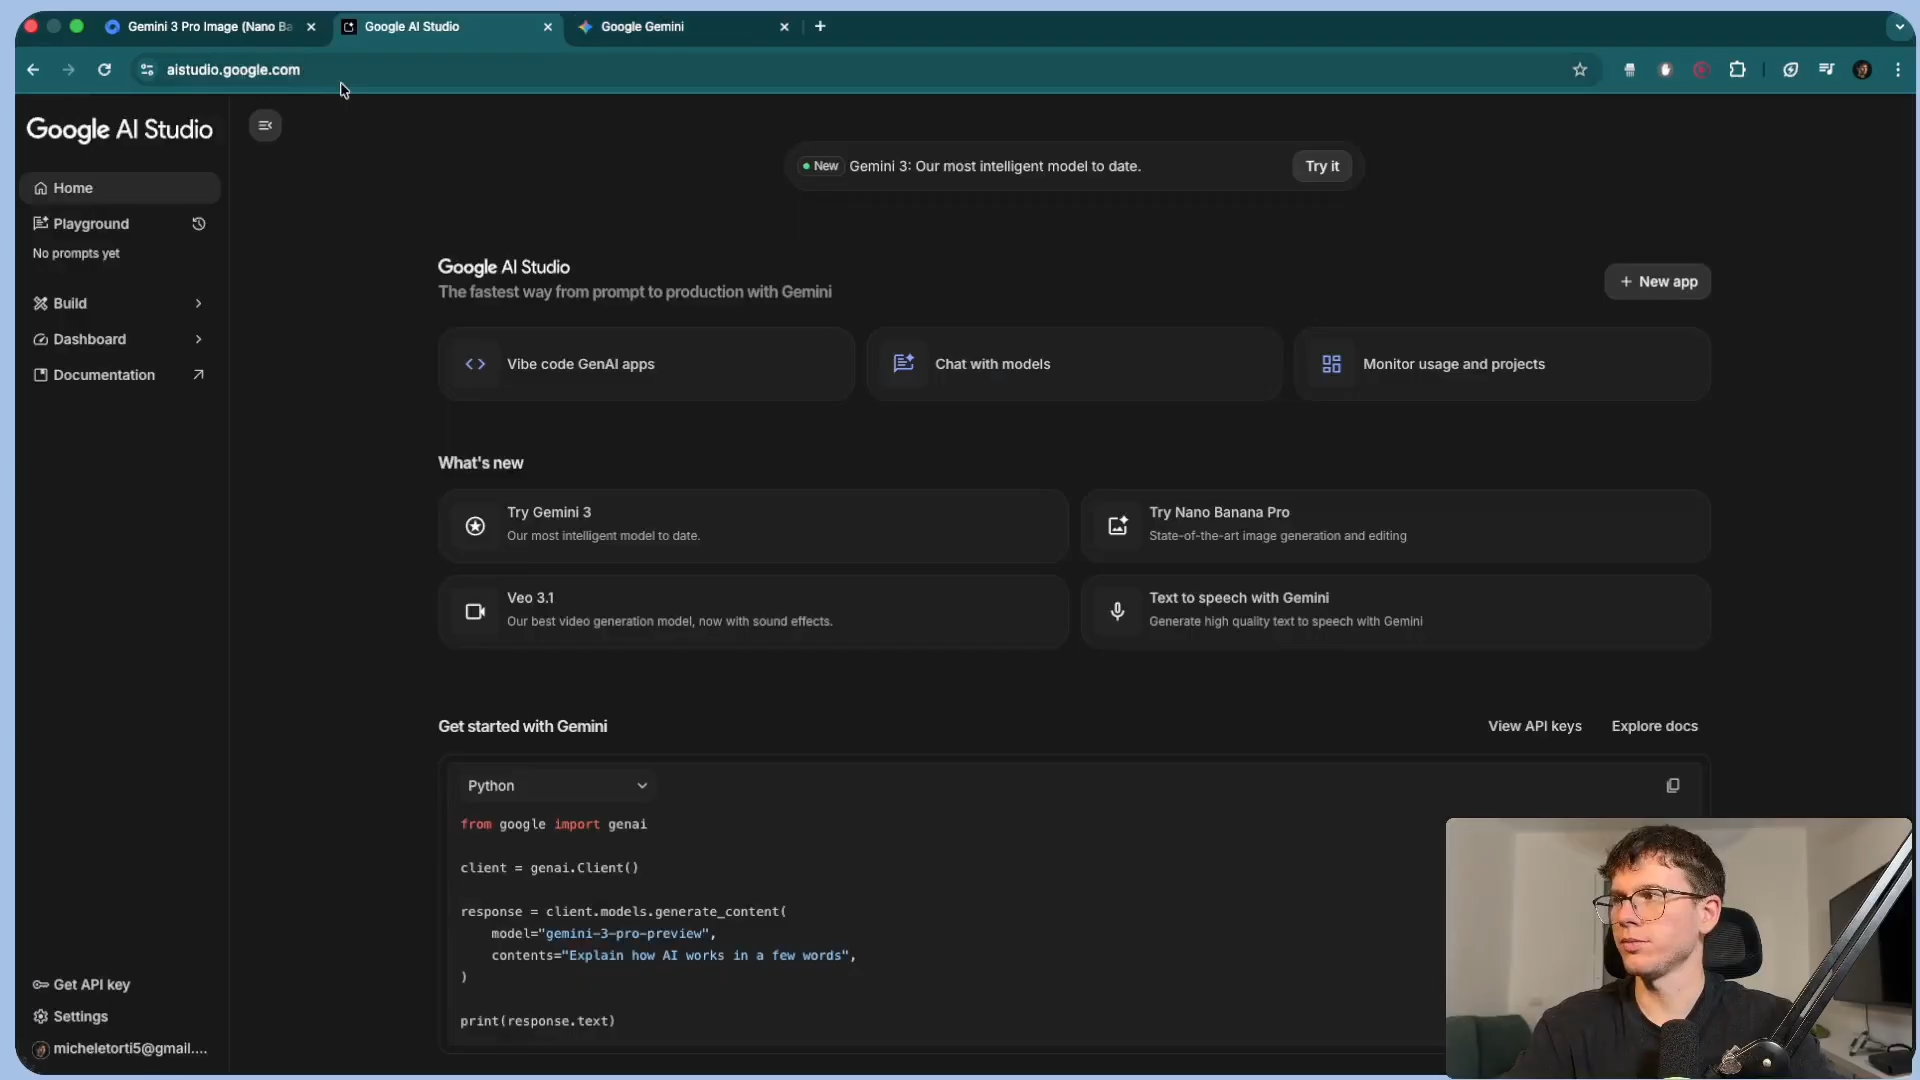 Gemini 3 Pro Image (Nano Ba
Google AI Studio
Google Gemini
aistudio.google.com
Google AI Studio
New Gemini 3: Our most intelligent model to date.
Try it
Home
Playground
No prompts yet
Build
Dashboard
Documentation
Google AI Studio
The fastest way from prompt to production with Gemini
+ New app
Vibe code GenAI apps
Chat with models
Monitor usage and projects
What's new
Try Gemini 3
Our most intelligent model to date.
Try Nano Banana Pro
State-of-the-art image generation and editing
Veo 3.1
Our best video generation model, now with sound effects.
Text to speech with Gemini
Generate high quality text to speech with Gemini
Get started with Gemini
View API keys
Explore docs
Python
from google import genai
client = genai.Client()
response = client.models.generate_content(
model="gemini-3-pro-preview",
contents="Explain how AI works in a few words",
)
print(response.text)
Get API key
Settings
micheletorti5@gmail....